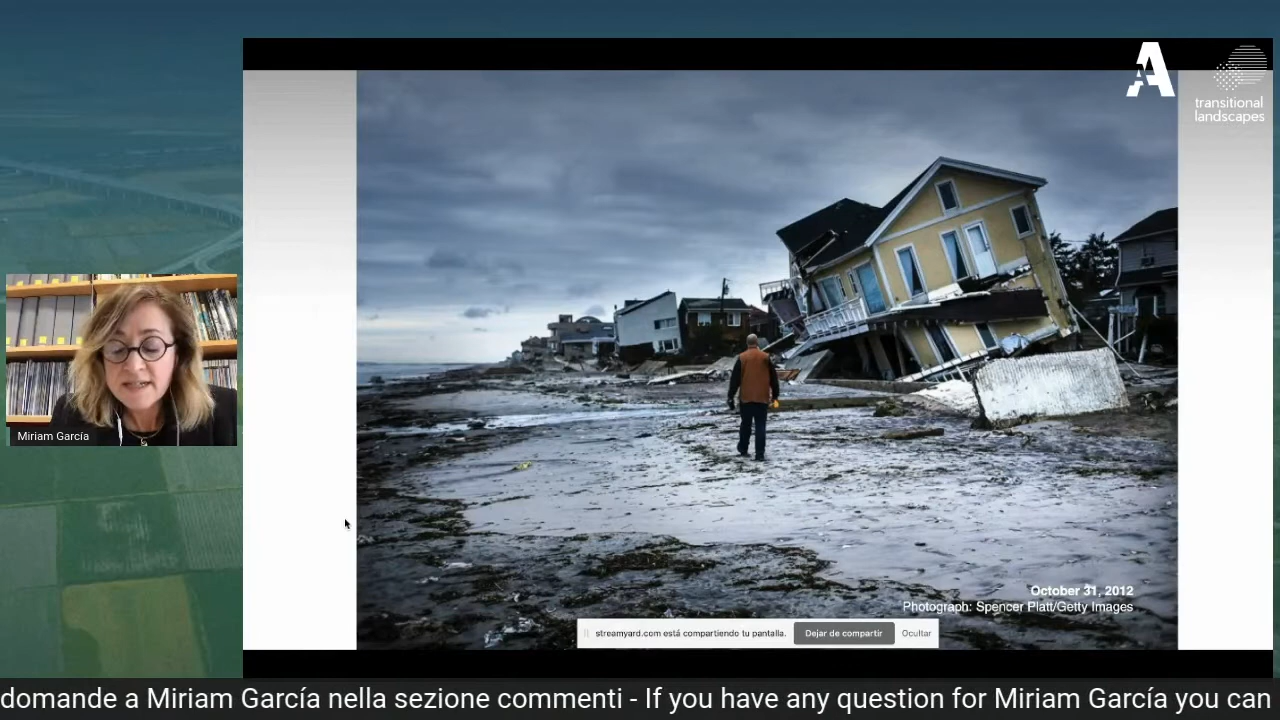 A
transitional
landscapes
Miriam García
October 31, 2012
Photograph: Spencer Platt/Getty Images
streamyard.com está compartiendo tu pantalla. Dejar de compartir Ocultar
domande a Miriam García nella sezione commenti - If you have any question for Miriam García you can